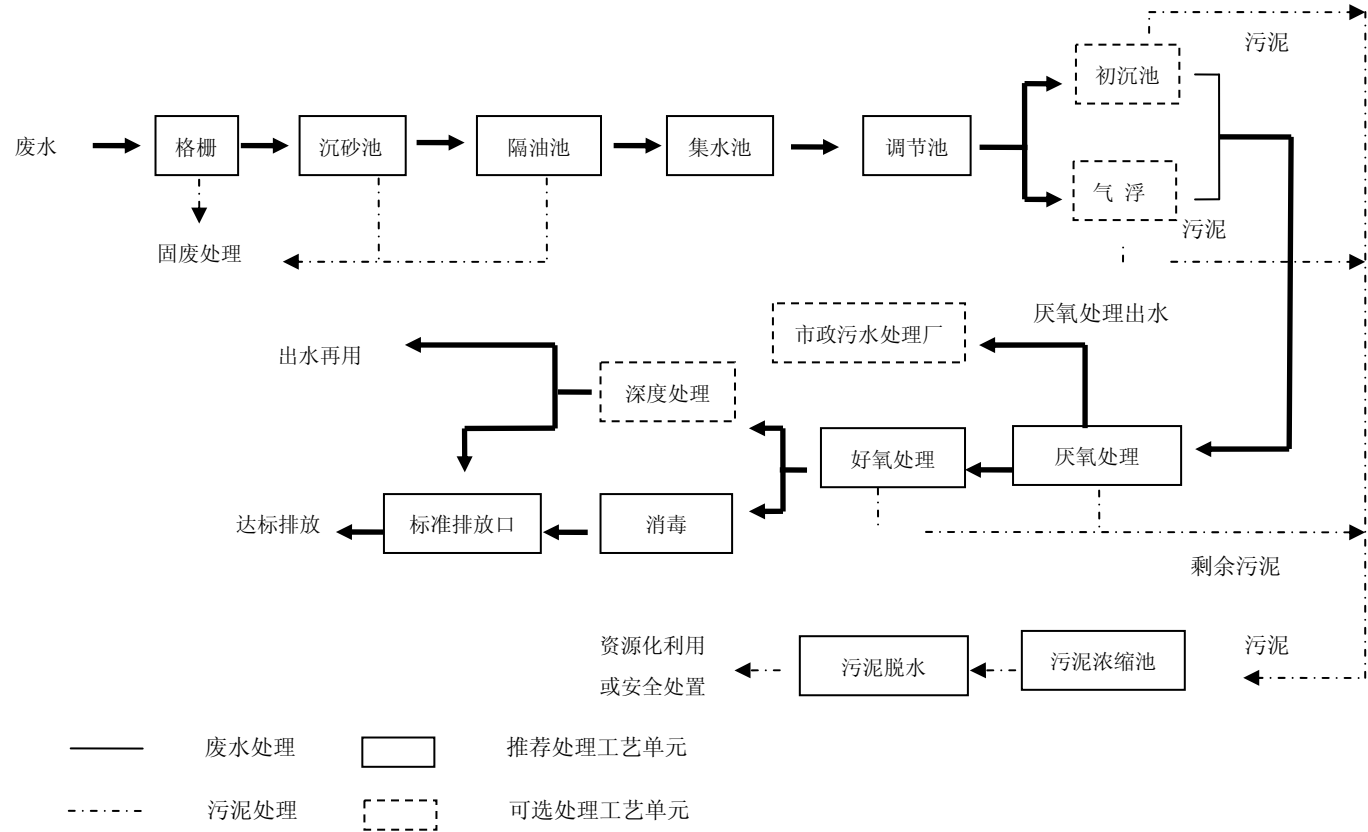 污泥
初沉池
废水
格栅
沉砂池
隔油池
集水池
调节池
气 浮
污泥
固废处理
厌氧处理出水
市政污水处理厂
出水再用
深度处理
好氧处理
厌氧处理
达标排放
标准排放口
消毒
剩余污泥
资源化利用
或安全处置
污泥脱水
污泥浓缩池
污泥
废水处理
推荐处理工艺单元
污泥处理
可选处理工艺单元